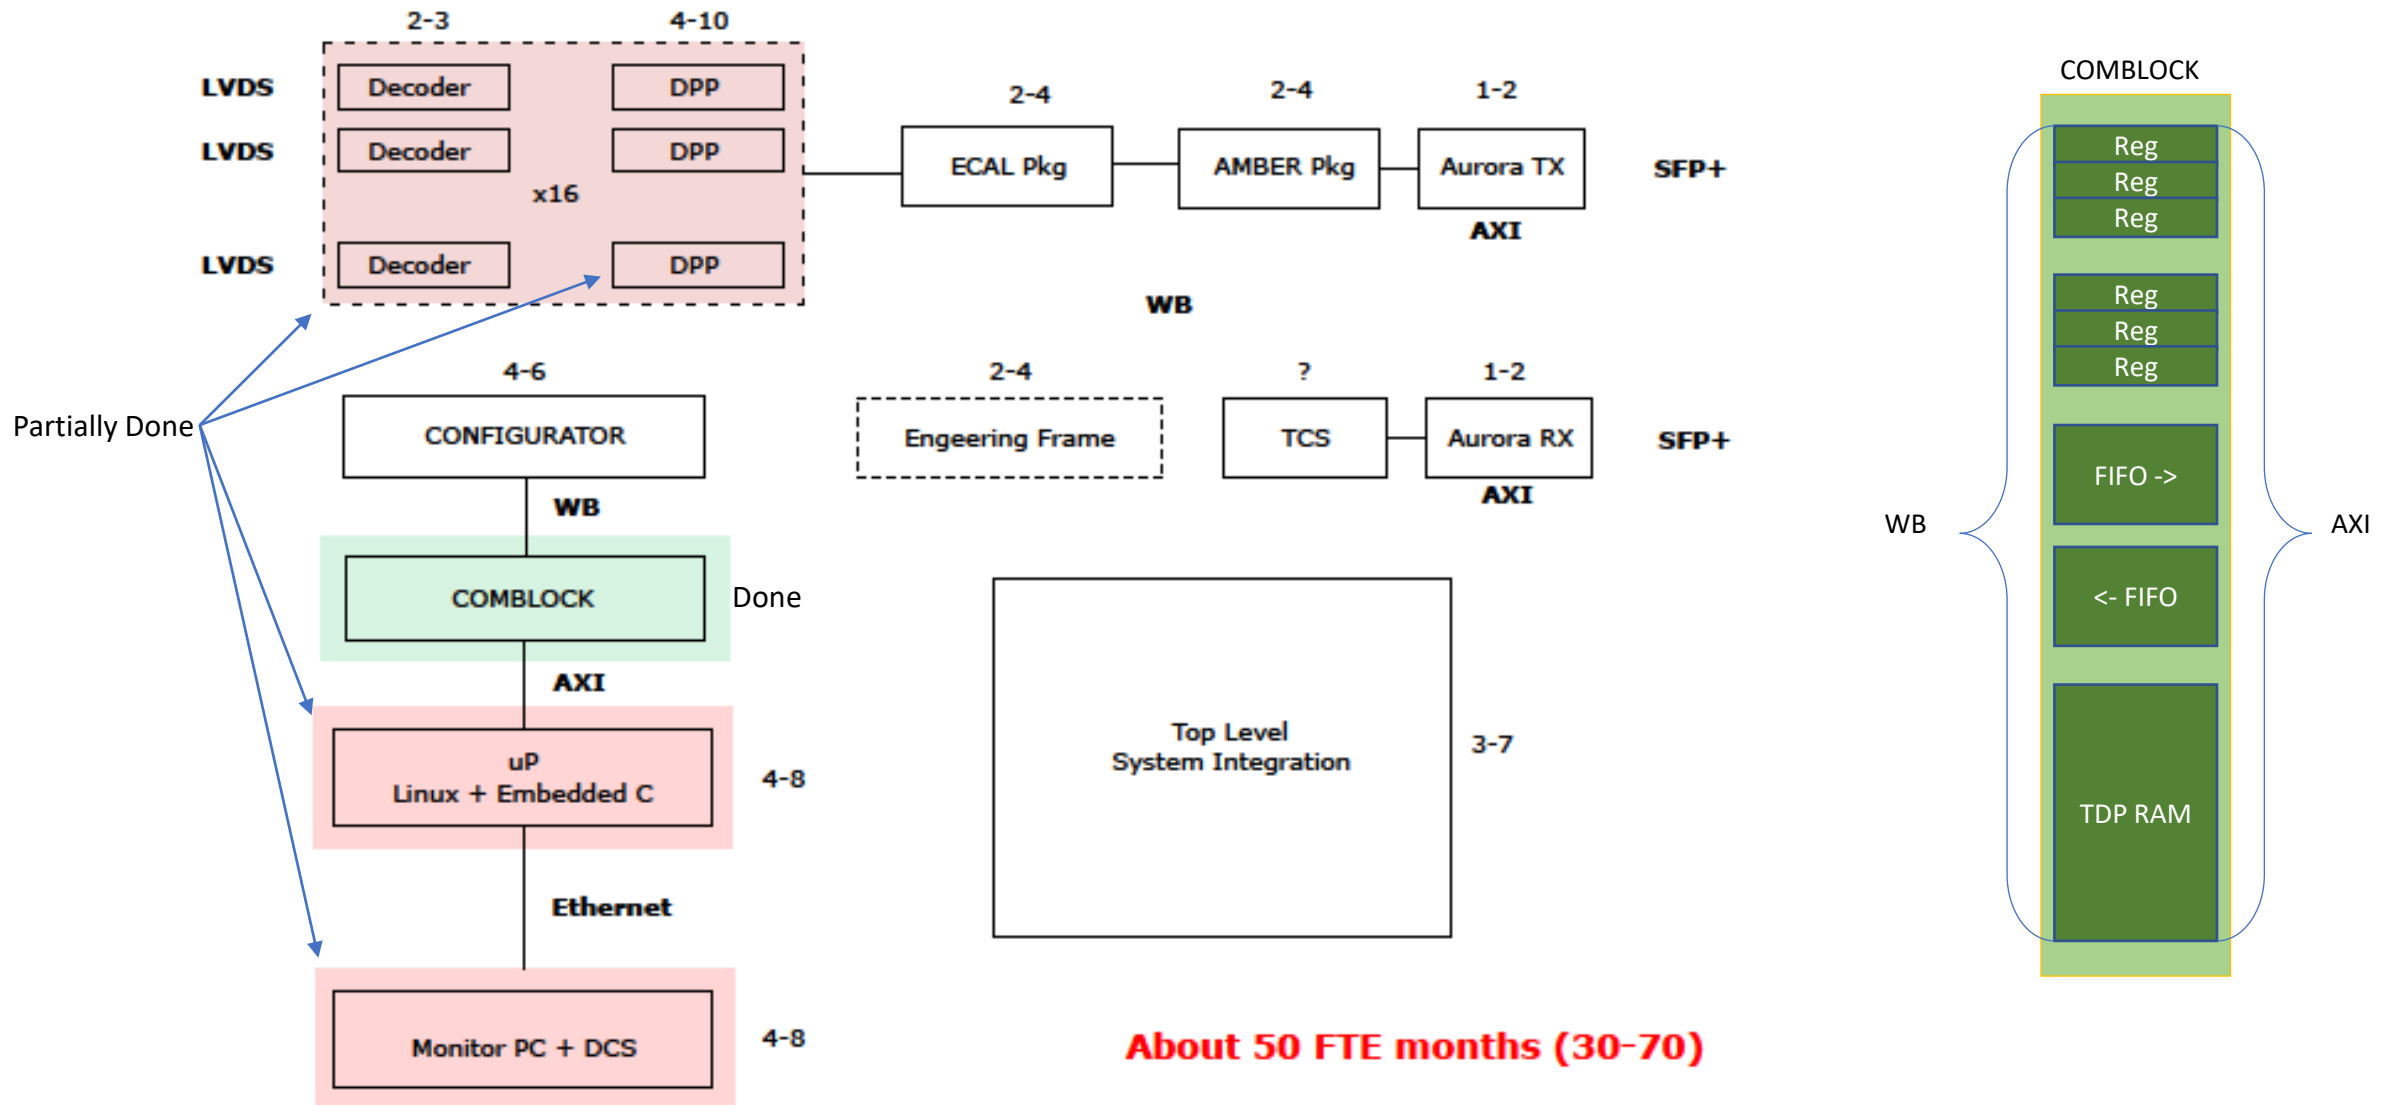 2-3
4-10
LVDS
Decoder
DPP
LVDS
Decoder
DPP
x16
LVDS
Decoder
DPP
2-4
2-4
1-2
ECAL Pkg
AMBER Pkg
Aurora TX
SFP+
AXI
WB
Partially Done
4-6
CONFIGURATOR
WB
COMBLOCK
Done
AXI
uP
Linux + Embedded C
4-8
Ethernet
Monitor PC + DCS
4-8
2-4
?
1-2
Engeering Frame
TCS
Aurora RX
SFP+
AXI
Top Level
System Integration
3-7
About 50 FTE months (30-70)
COMBLOCK
Reg
Reg
Reg
Reg
Reg
Reg
FIFO ->
WB
AXI
<- FIFO
TDP RAM